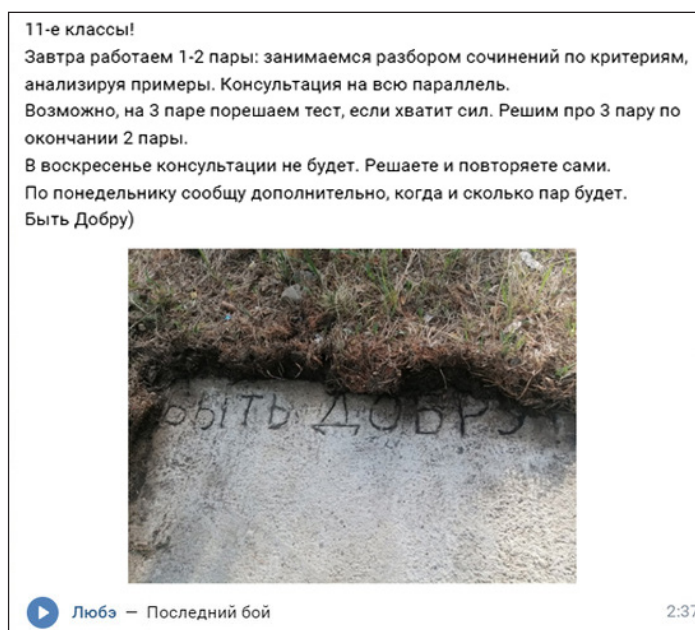 11-е классы!
Завтра работаем 1-2 пары: занимаемся разбором сочинений по критериям,
анализируя примеры. Консультация на всю параллель.
Возможно, на 3 паре порешаем тест, если хватит сил. Решим про 3 пару по
окончании 2 пары.
В воскресенье консультации не будет. Решаете и повторяете сами.
По понедельнику сообщу дополнительно, когда и сколько пар будет.
Быть Добру)
БЫТЬ ДОБРУ
Любэ — Последний бой 2:37